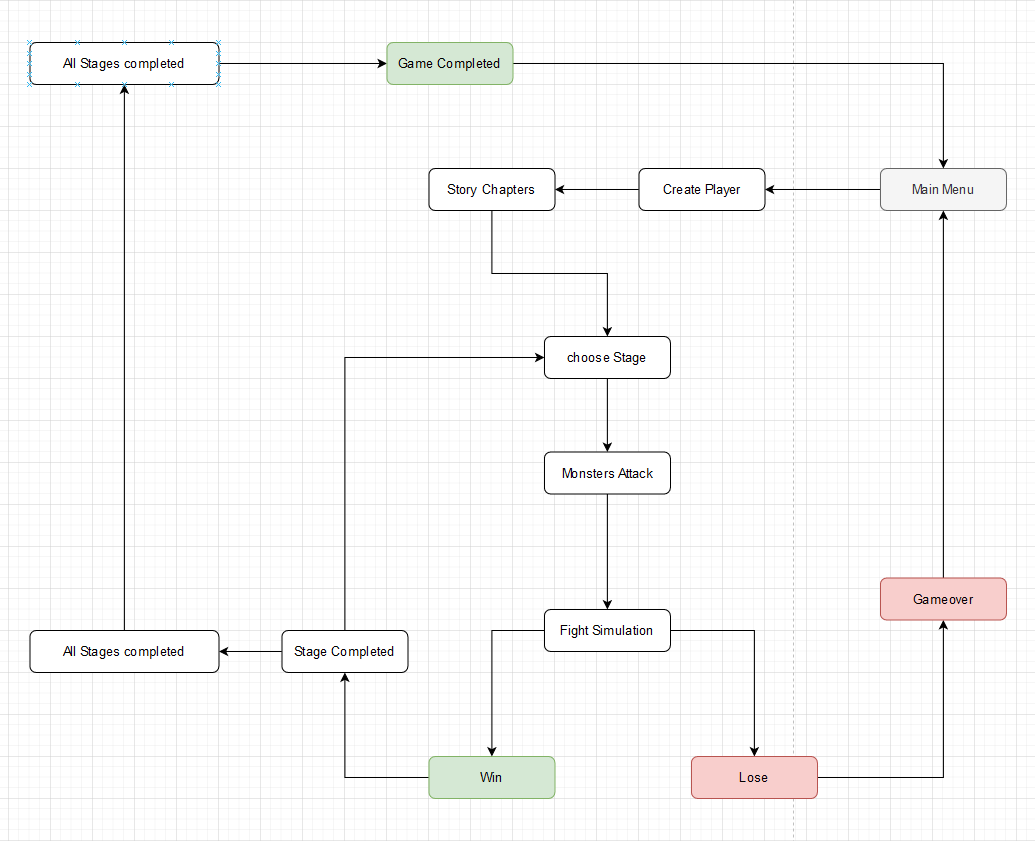 All Stages completed
Game Completed
Story Chapters
Create Player
Main Menu
choose Stage
Monsters Attack
Gameover
Fight Simulation
All Stages completed
Stage Completed
Win
Lose